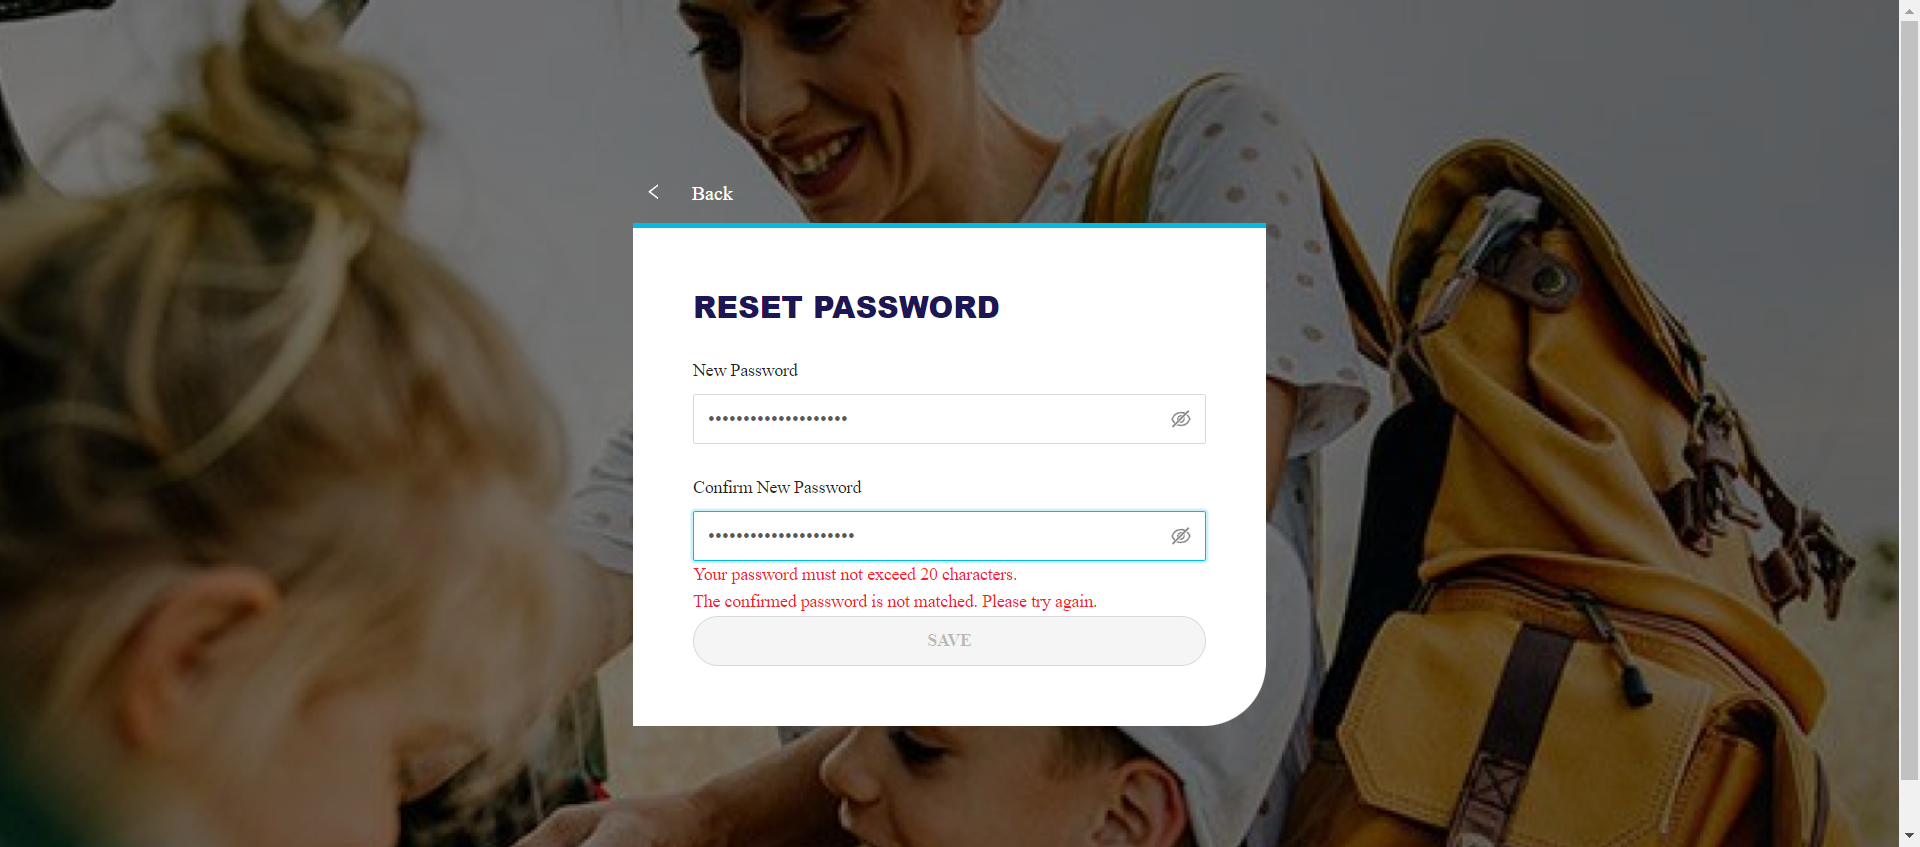 Back
RESET PASSWORD
New Password
••••••••••••••••••••
Confirm New Password
•••••••••••••••••••••
Your password must not exceed 20 characters.
The confirmed password is not matched. Please try again.
SAVE